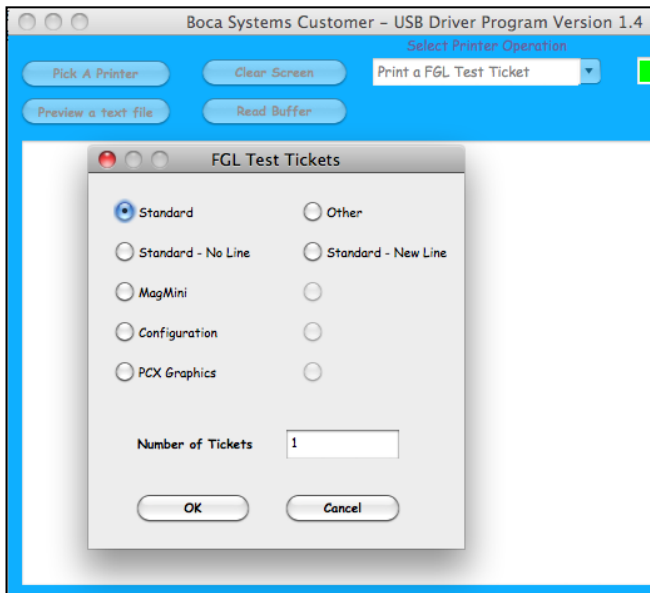 Boca Systems Customer - USB Driver Program Version 1.4
Select Printer Operation
Pick A Printer
Clear Screen
Print a FGL Test Ticket
Preview a text file
Read Buffer
FGL Test Tickets
Standard
Other
Standard - No Line
Standard - New Line
MagMini
Configuration
PCX Graphics
Number of Tickets
1
OK
Cancel